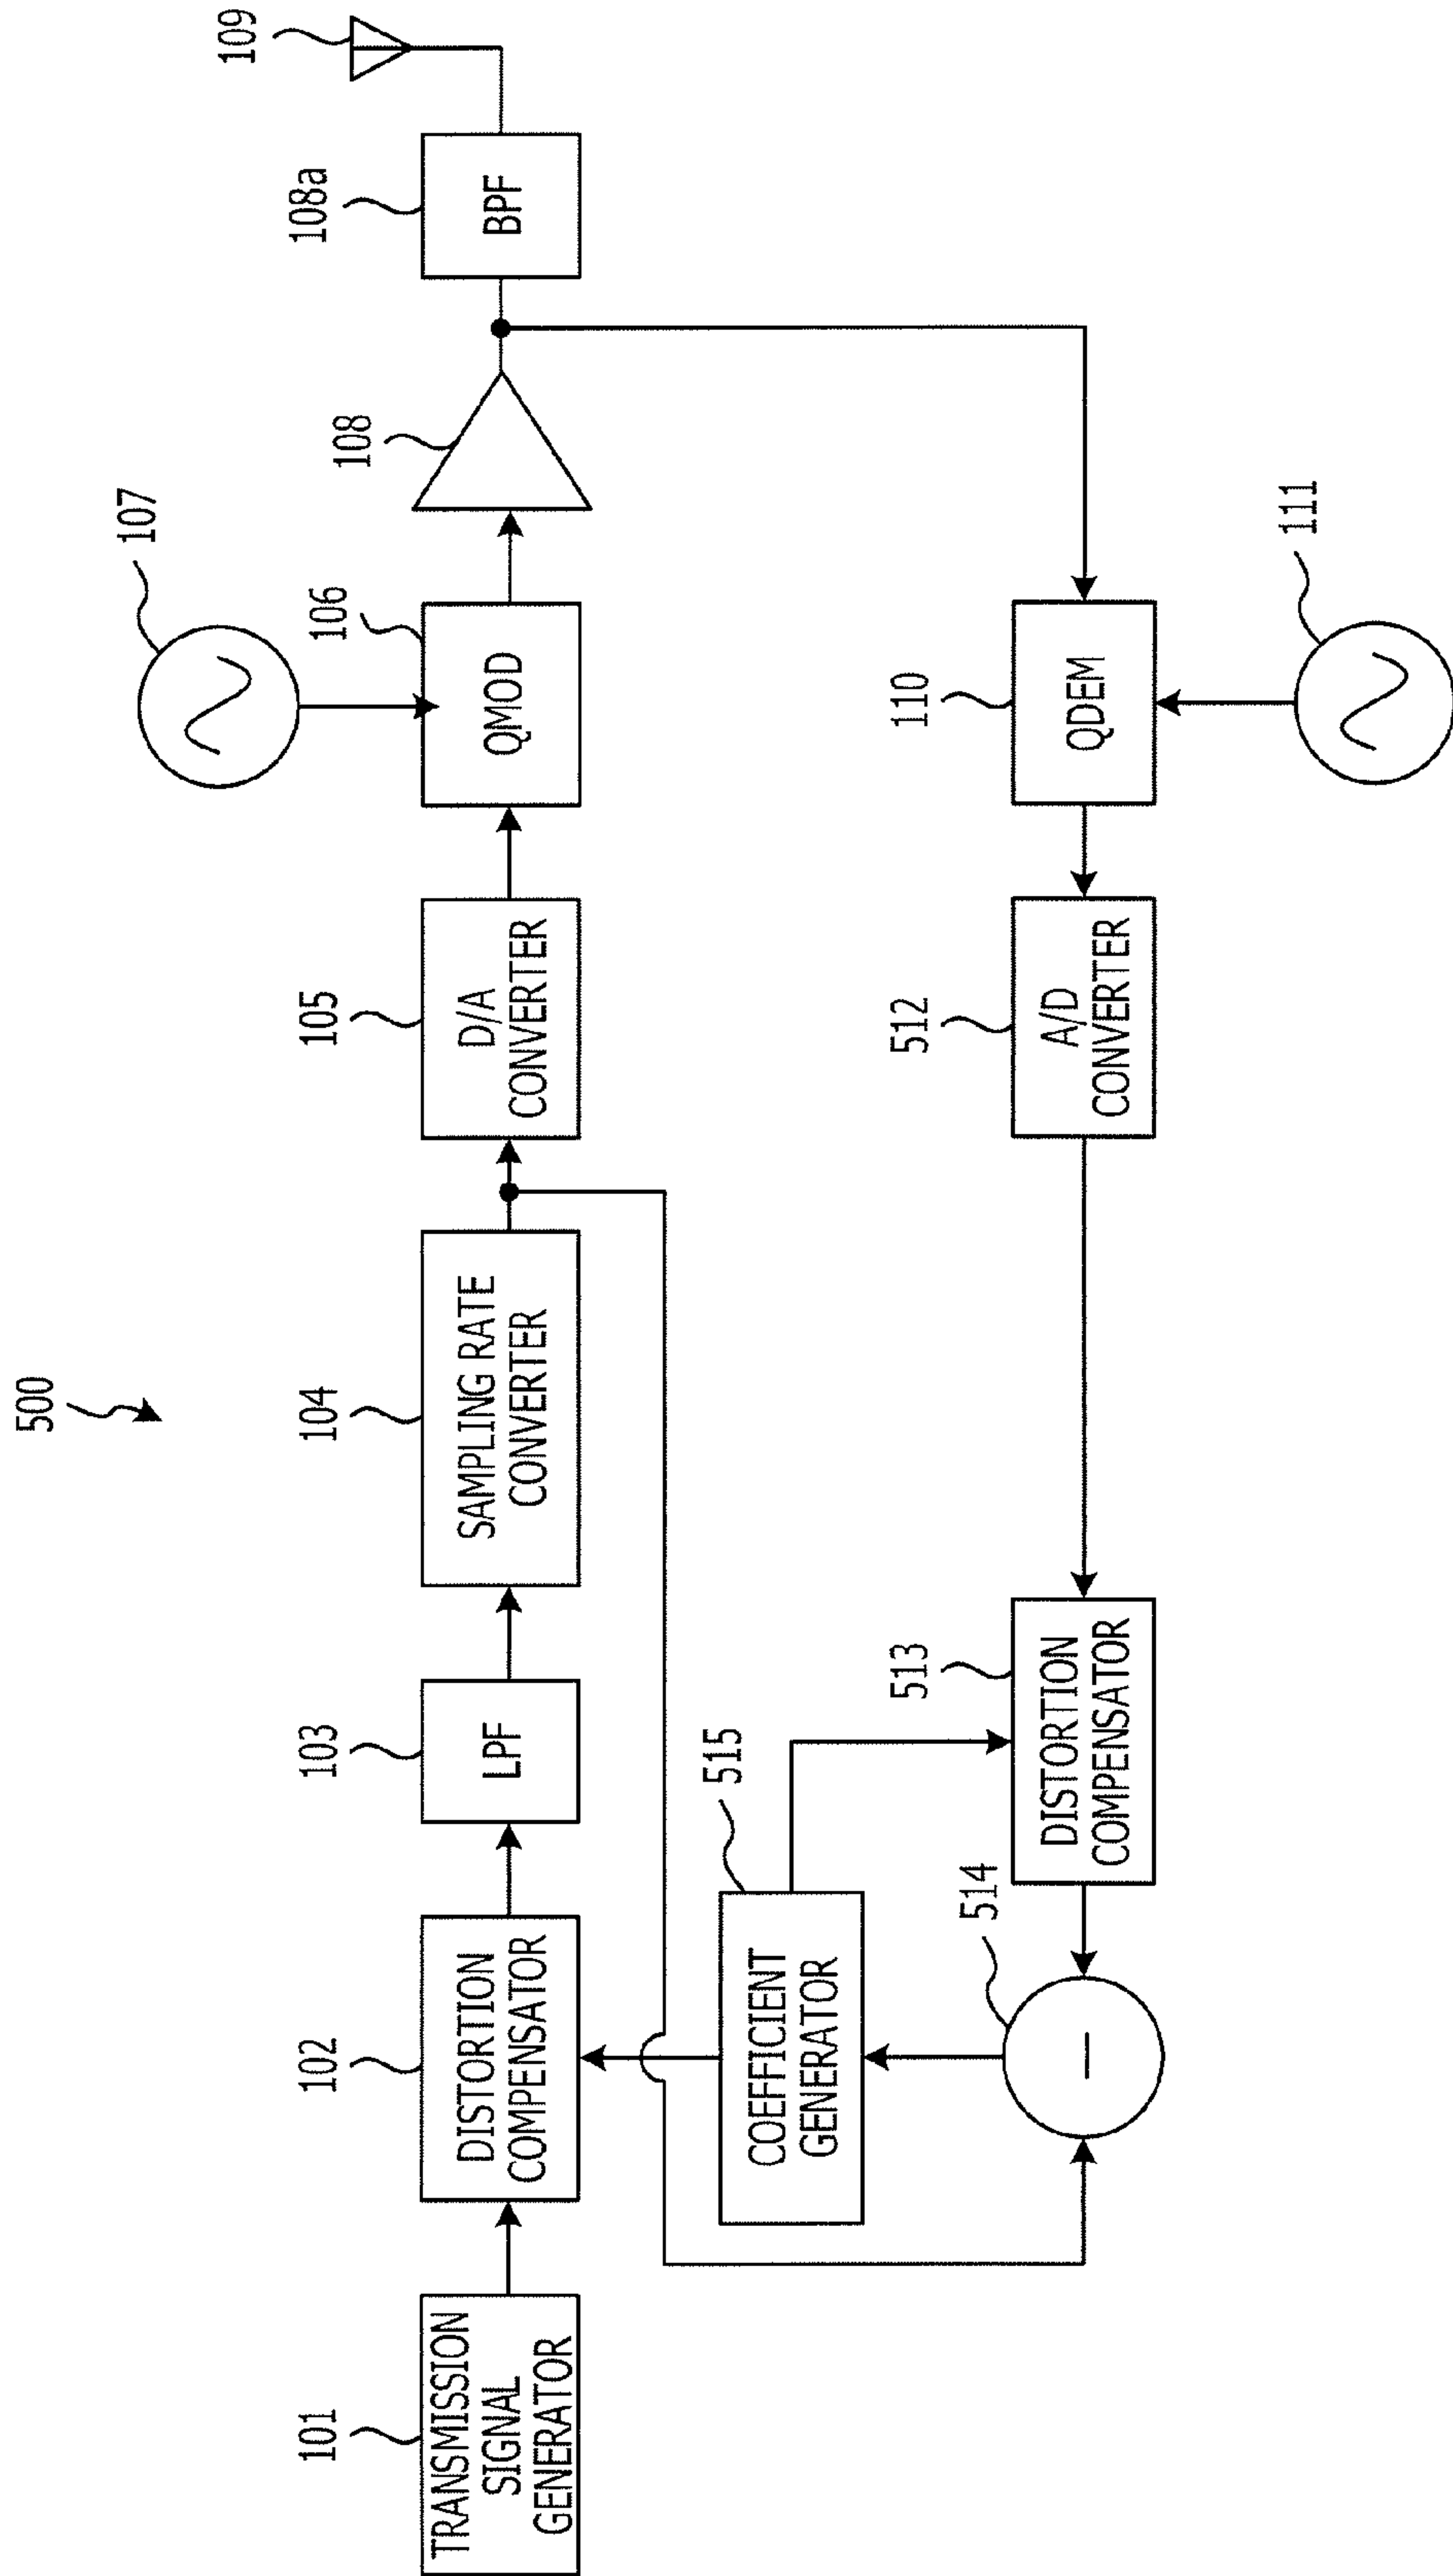 500
101
TRANSMISSION
SIGNAL
GENERATOR
102
DISTORTION
COMPENSATOR
103
LPF
104
SAMPLING RATE
CONVERTER
105
D/A
CONVERTER
106
QMOD
107
108
108a
BPF
109
515
COEFFICIENT
GENERATOR
514
−
513
DISTORTION
COMPENSATOR
512
A/D
CONVERTER
110
QDEM
111